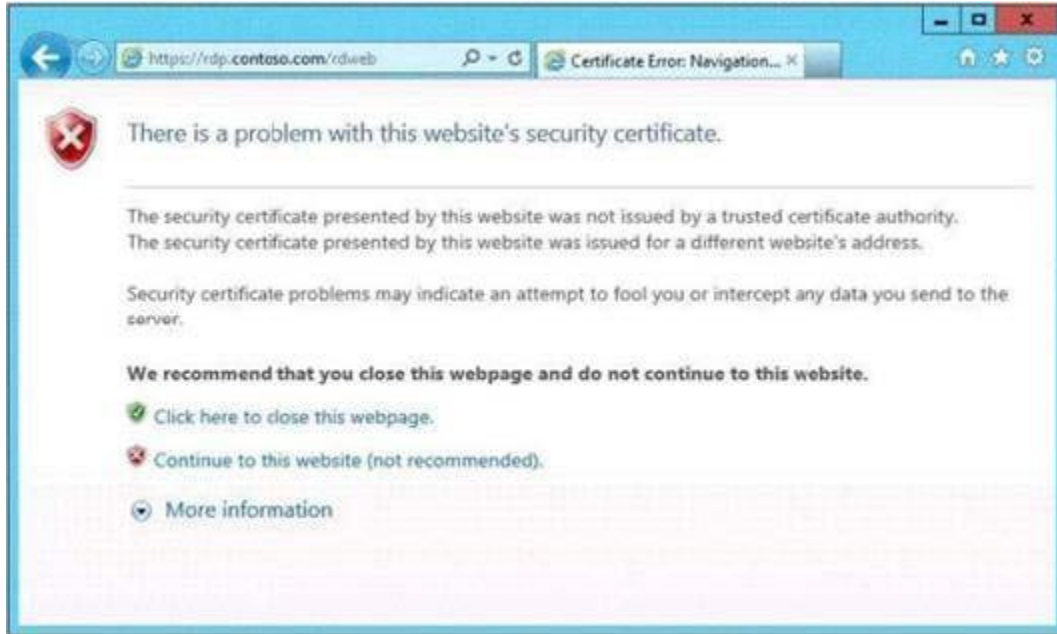 https://rdp.contoso.com/rdweb
Certificate Error: Navigation...
There is a problem with this website's security certificate.
The security certificate presented by this website was not issued by a trusted certificate authority.
The security certificate presented by this website was issued for a different website's address.
Security certificate problems may indicate an attempt to fool you or intercept any data you send to the
server.
We recommend that you close this webpage and do not continue to this website.
Click here to close this webpage.
Continue to this website (not recommended).
More information